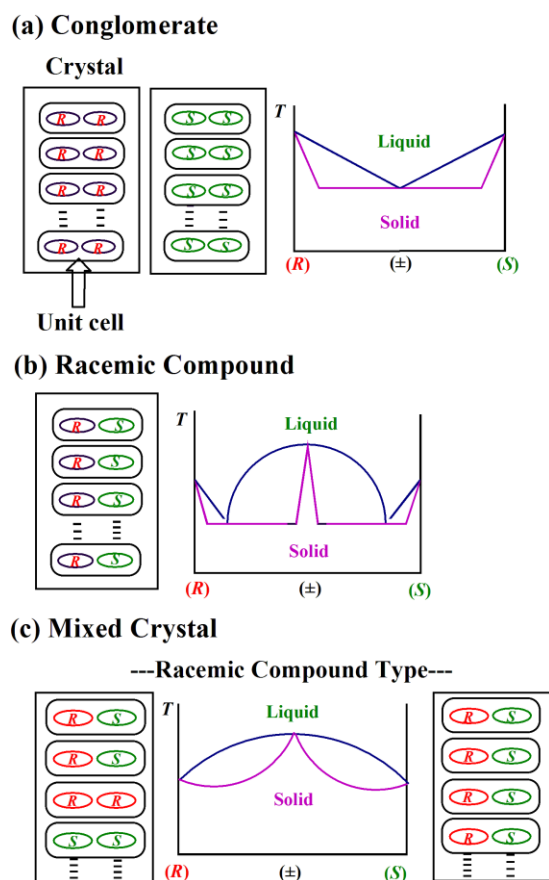 (a) Conglomerate
Crystal
R R S S
R R S S
R R S S
R R S S
T
Liquid
Solid
(R) (±) (S)
Unit cell
(b) Racemic Compound
R S
R S
R S
R S
T
Liquid
Solid
(R) (±) (S)
(c) Mixed Crystal
---Racemic Compound Type---
R S
R S
R R
S S
T
Liquid
Solid
(R) (±) (S)
R S
R S
R S
R S